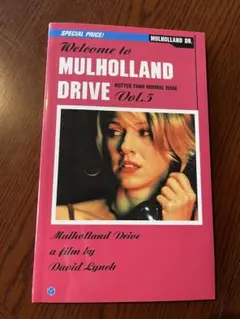 SPECIAL PRICE!
MULHOLLAND DR.
Welcome to
MULHOLLAND
DRIVE
HOTTER THAN NORMAL ISSUE
Vol.5
Mulholland Drive
a film by
David Lynch